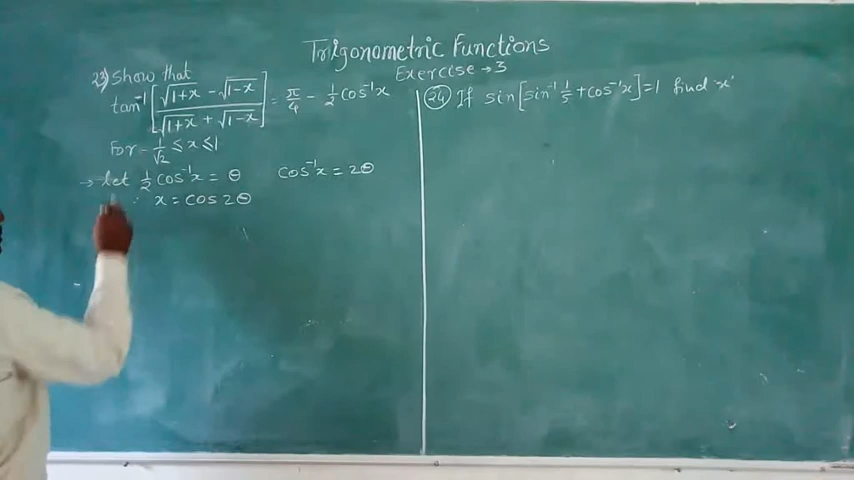 Trigonometric Functions
Exercise → 3
23) Show that
tan⁻¹ [ (√1+x − √1−x) / (√1+x + √1−x) ] = π/4 − 1/2 cos⁻¹x
For − 1/√2 ≤ x ≤ 1
→ let 1/2 cos⁻¹x = θ cos⁻¹x = 2θ
∴ x = cos 2θ
24) If sin[sin⁻¹ 1/5 + cos⁻¹x] = 1 find 'x'